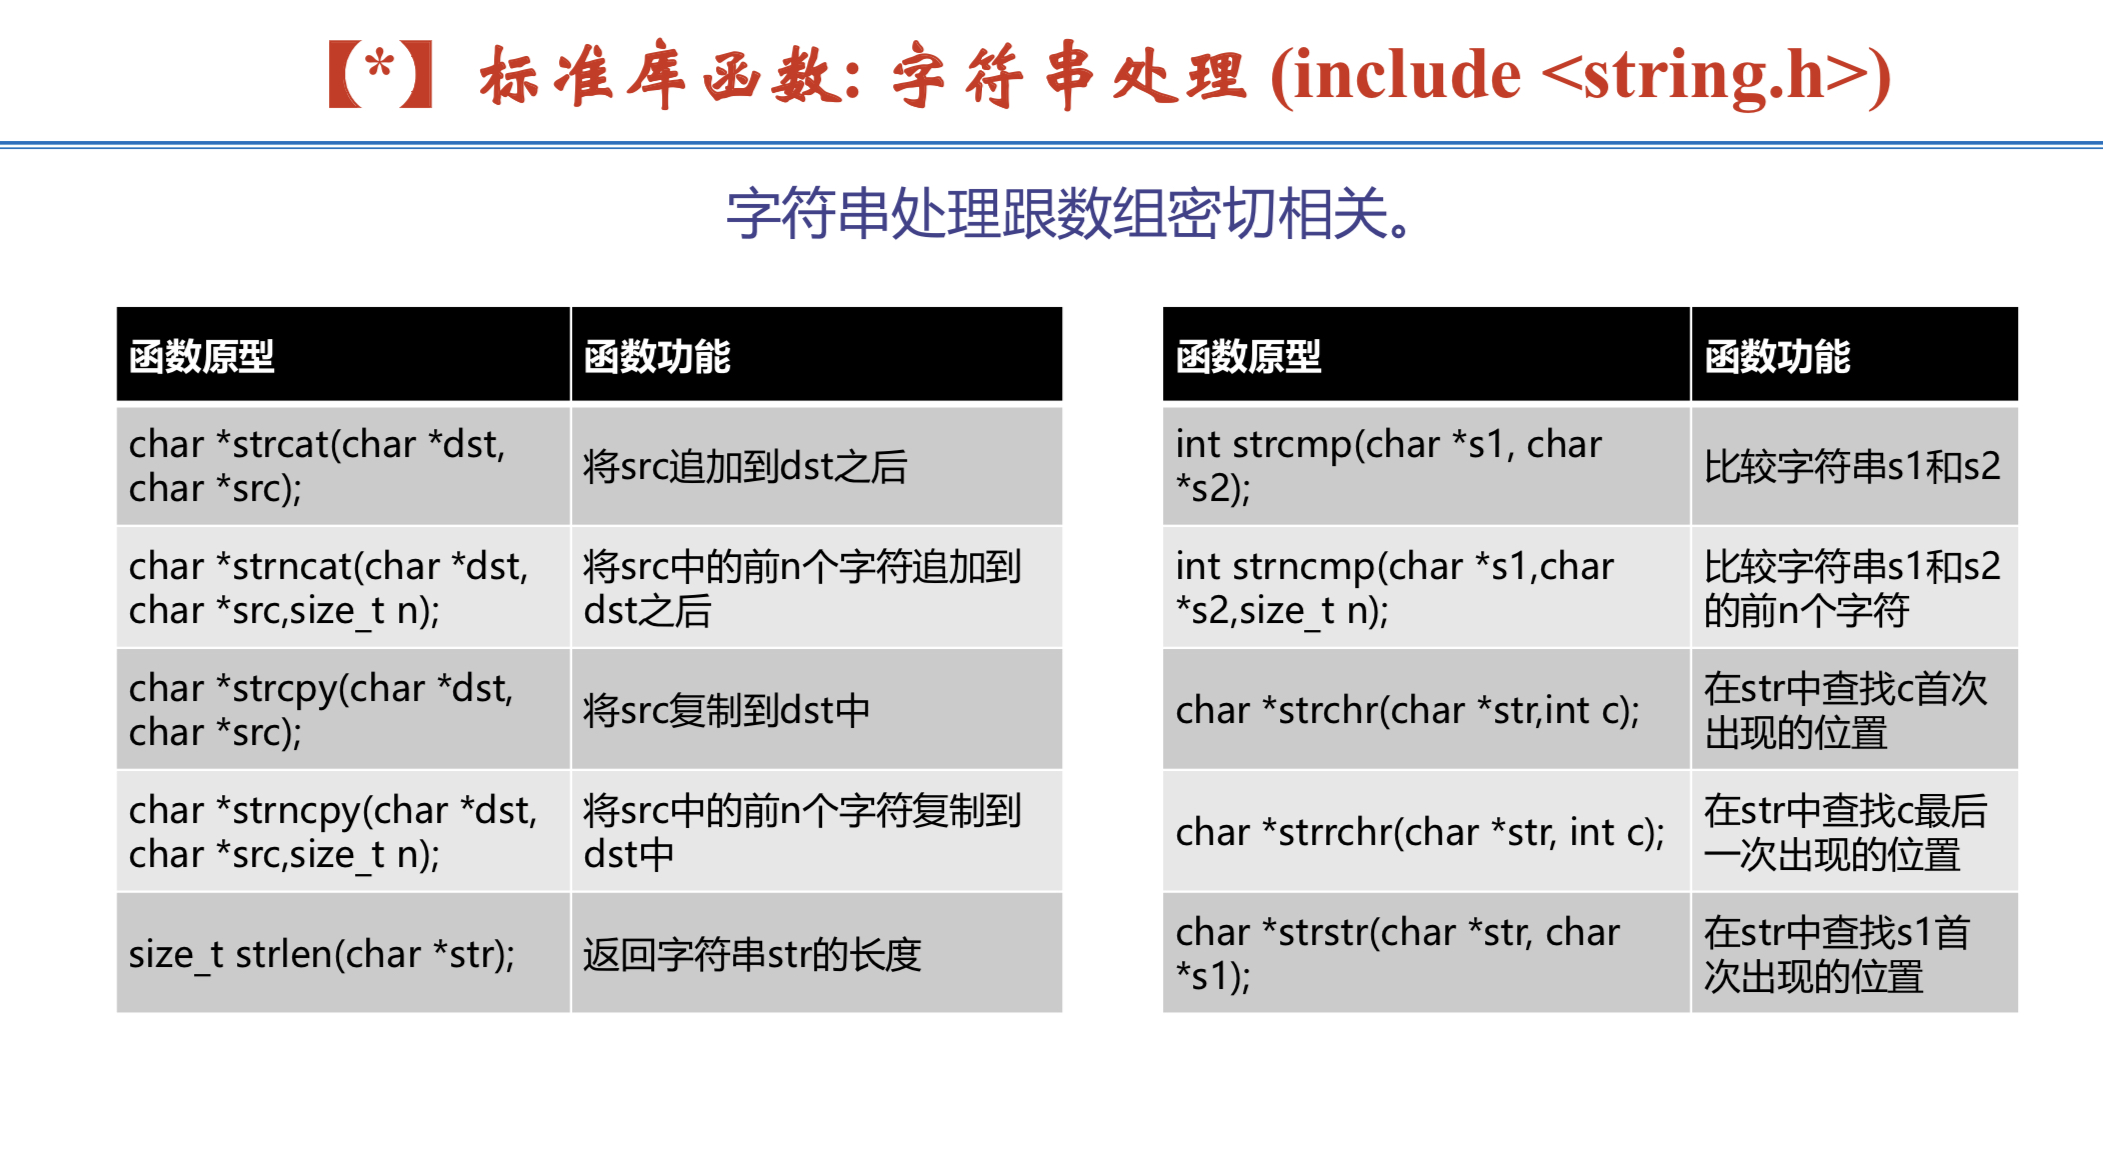 【*】 标准库函数: 字符串处理 (include <string.h>)
字符串处理跟数组密切相关。
函数原型
函数功能
char *strcat(char *dst,
char *src);
将src追加到dst之后
char *strncat(char *dst,
char *src,size_t n);
将src中的前n个字符追加到
dst之后
char *strcpy(char *dst,
char *src);
将src复制到dst中
char *strncpy(char *dst,
char *src,size_t n);
将src中的前n个字符复制到
dst中
size_t strlen(char *str);
返回字符串str的长度
函数原型
函数功能
int strcmp(char *s1, char
*s2);
比较字符串s1和s2
int strncmp(char *s1,char
*s2,size_t n);
比较字符串s1和s2
的前n个字符
char *strchr(char *str,int c);
在str中查找c首次
出现的位置
char *strrchr(char *str, int c);
在str中查找c最后
一次出现的位置
char *strstr(char *str, char
*s1);
在str中查找s1首
次出现的位置